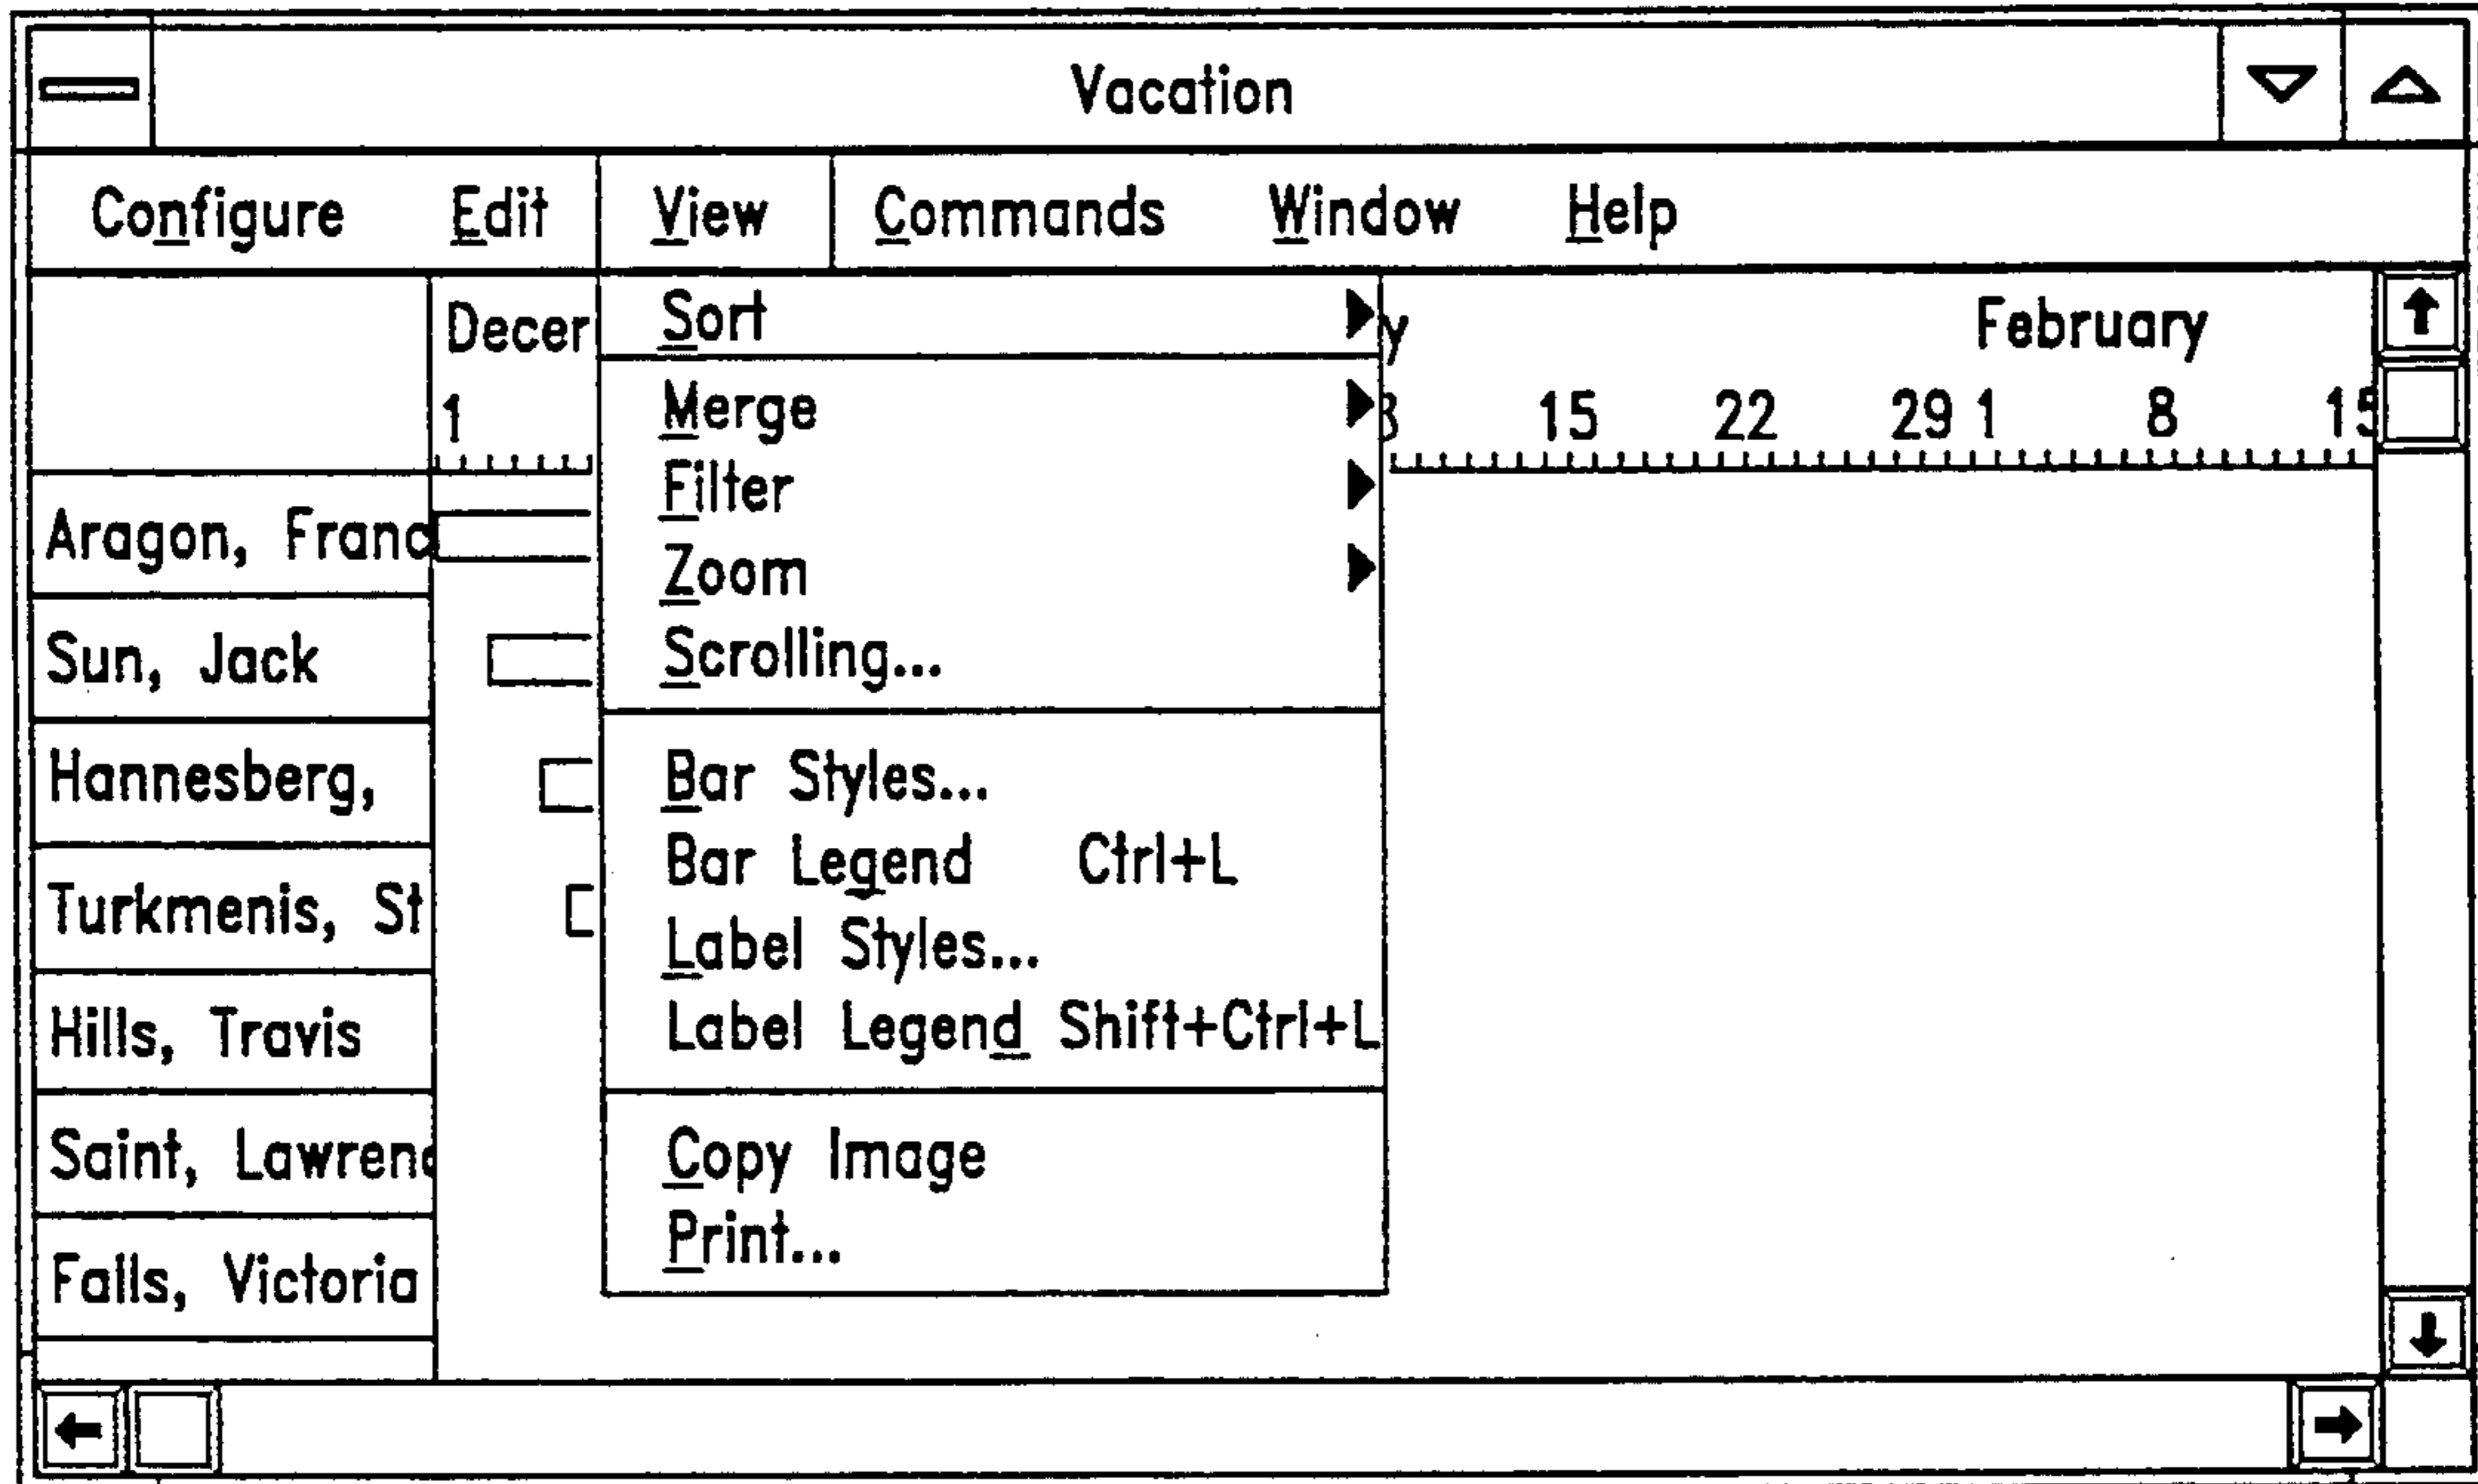 Vacation
Configure Edit View Commands Window Help
Decer Sort y February
1 Merge 15 22 29 1 8 15
Filter
Aragon, Franc
Zoom
Sun, Jack Scrolling...
Hannesberg, Bar Styles...
Bar Legend Ctrl+L
Turkmenis, St Label Styles...
Hills, Travis Label Legend Shift+Ctrl+L
Saint, Lawrenc Copy Image
Print...
Falls, Victoria